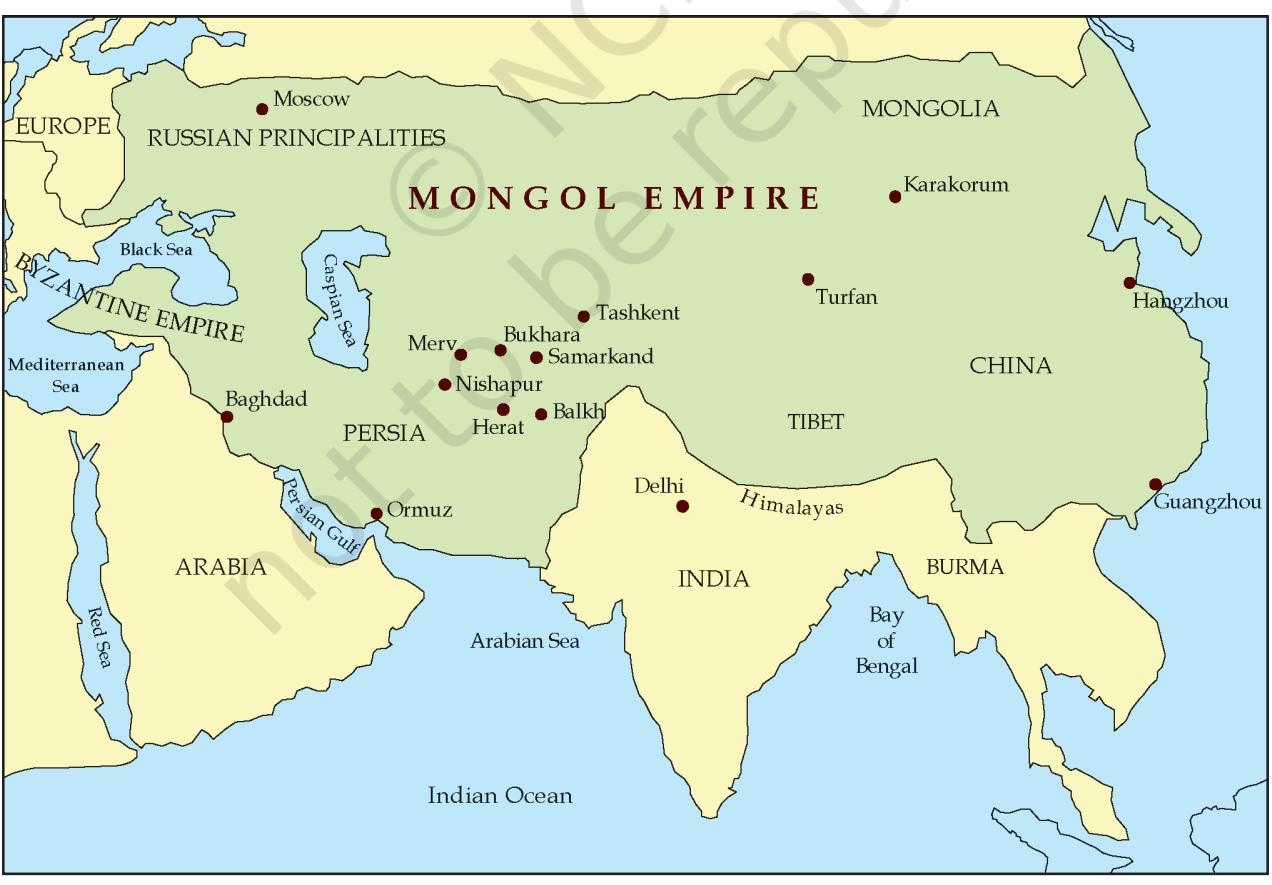 © NC
not to be repu
Moscow
EUROPE
RUSSIAN PRINCIPALITIES
MONGOLIA
MONGOL EMPIRE
Karakorum
Black Sea
BYZANTINE EMPIRE
Caspian Sea
Turfan
Hangzhou
Tashkent
Bukhara
Merv
Samarkand
Mediterranean
Sea
CHINA
Nishapur
Baghdad
Balkh
Herat
PERSIA
TIBET
Delhi
Himalayas
Persian Gulf
Ormuz
Guangzhou
ARABIA
INDIA
BURMA
Red Sea
Arabian Sea
Bay
of
Bengal
Indian Ocean